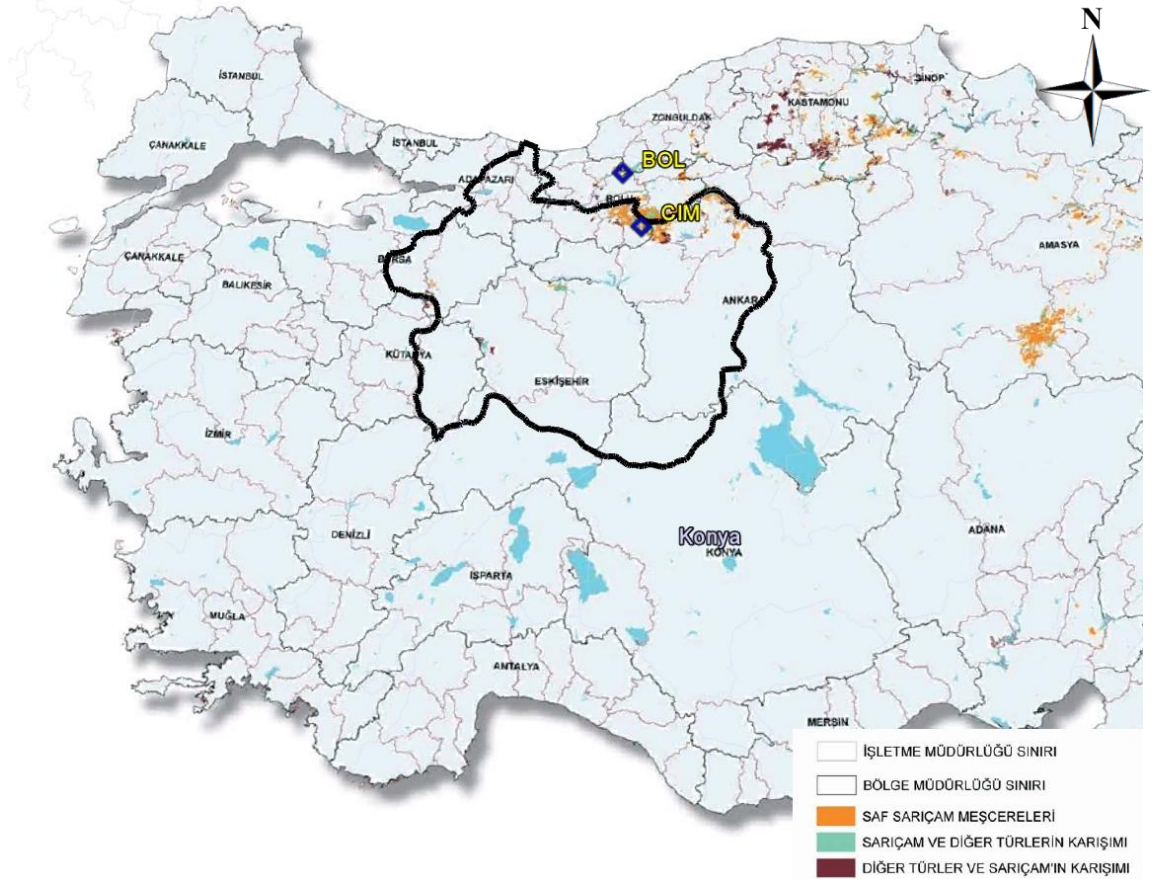 N
İSTANBUL
SİNOP
KASTAMONU
ZONGULDAK
ÇANAKKALE
İSTANBUL
BOL
ADAPAZARI
CIM
AMASYA
ÇANAKKALE
BURSA
BALIKESİR
ANKARA
KÜTAHYA
ESKİŞEHİR
İZMİR
Konya
KONYA
ADANA
DENİZLİ
ISPARTA
MUĞLA
ANTALYA
MERSİN
İŞLETME MÜDÜRLÜĞÜ SINIRI
BÖLGE MÜDÜRLÜĞÜ SINIRI
SAF SARIÇAM MEŞCERELERİ
SARIÇAM VE DİĞER TÜRLERİN KARIŞIMI
DİĞER TÜRLER VE SARIÇAM'IN KARIŞIMI